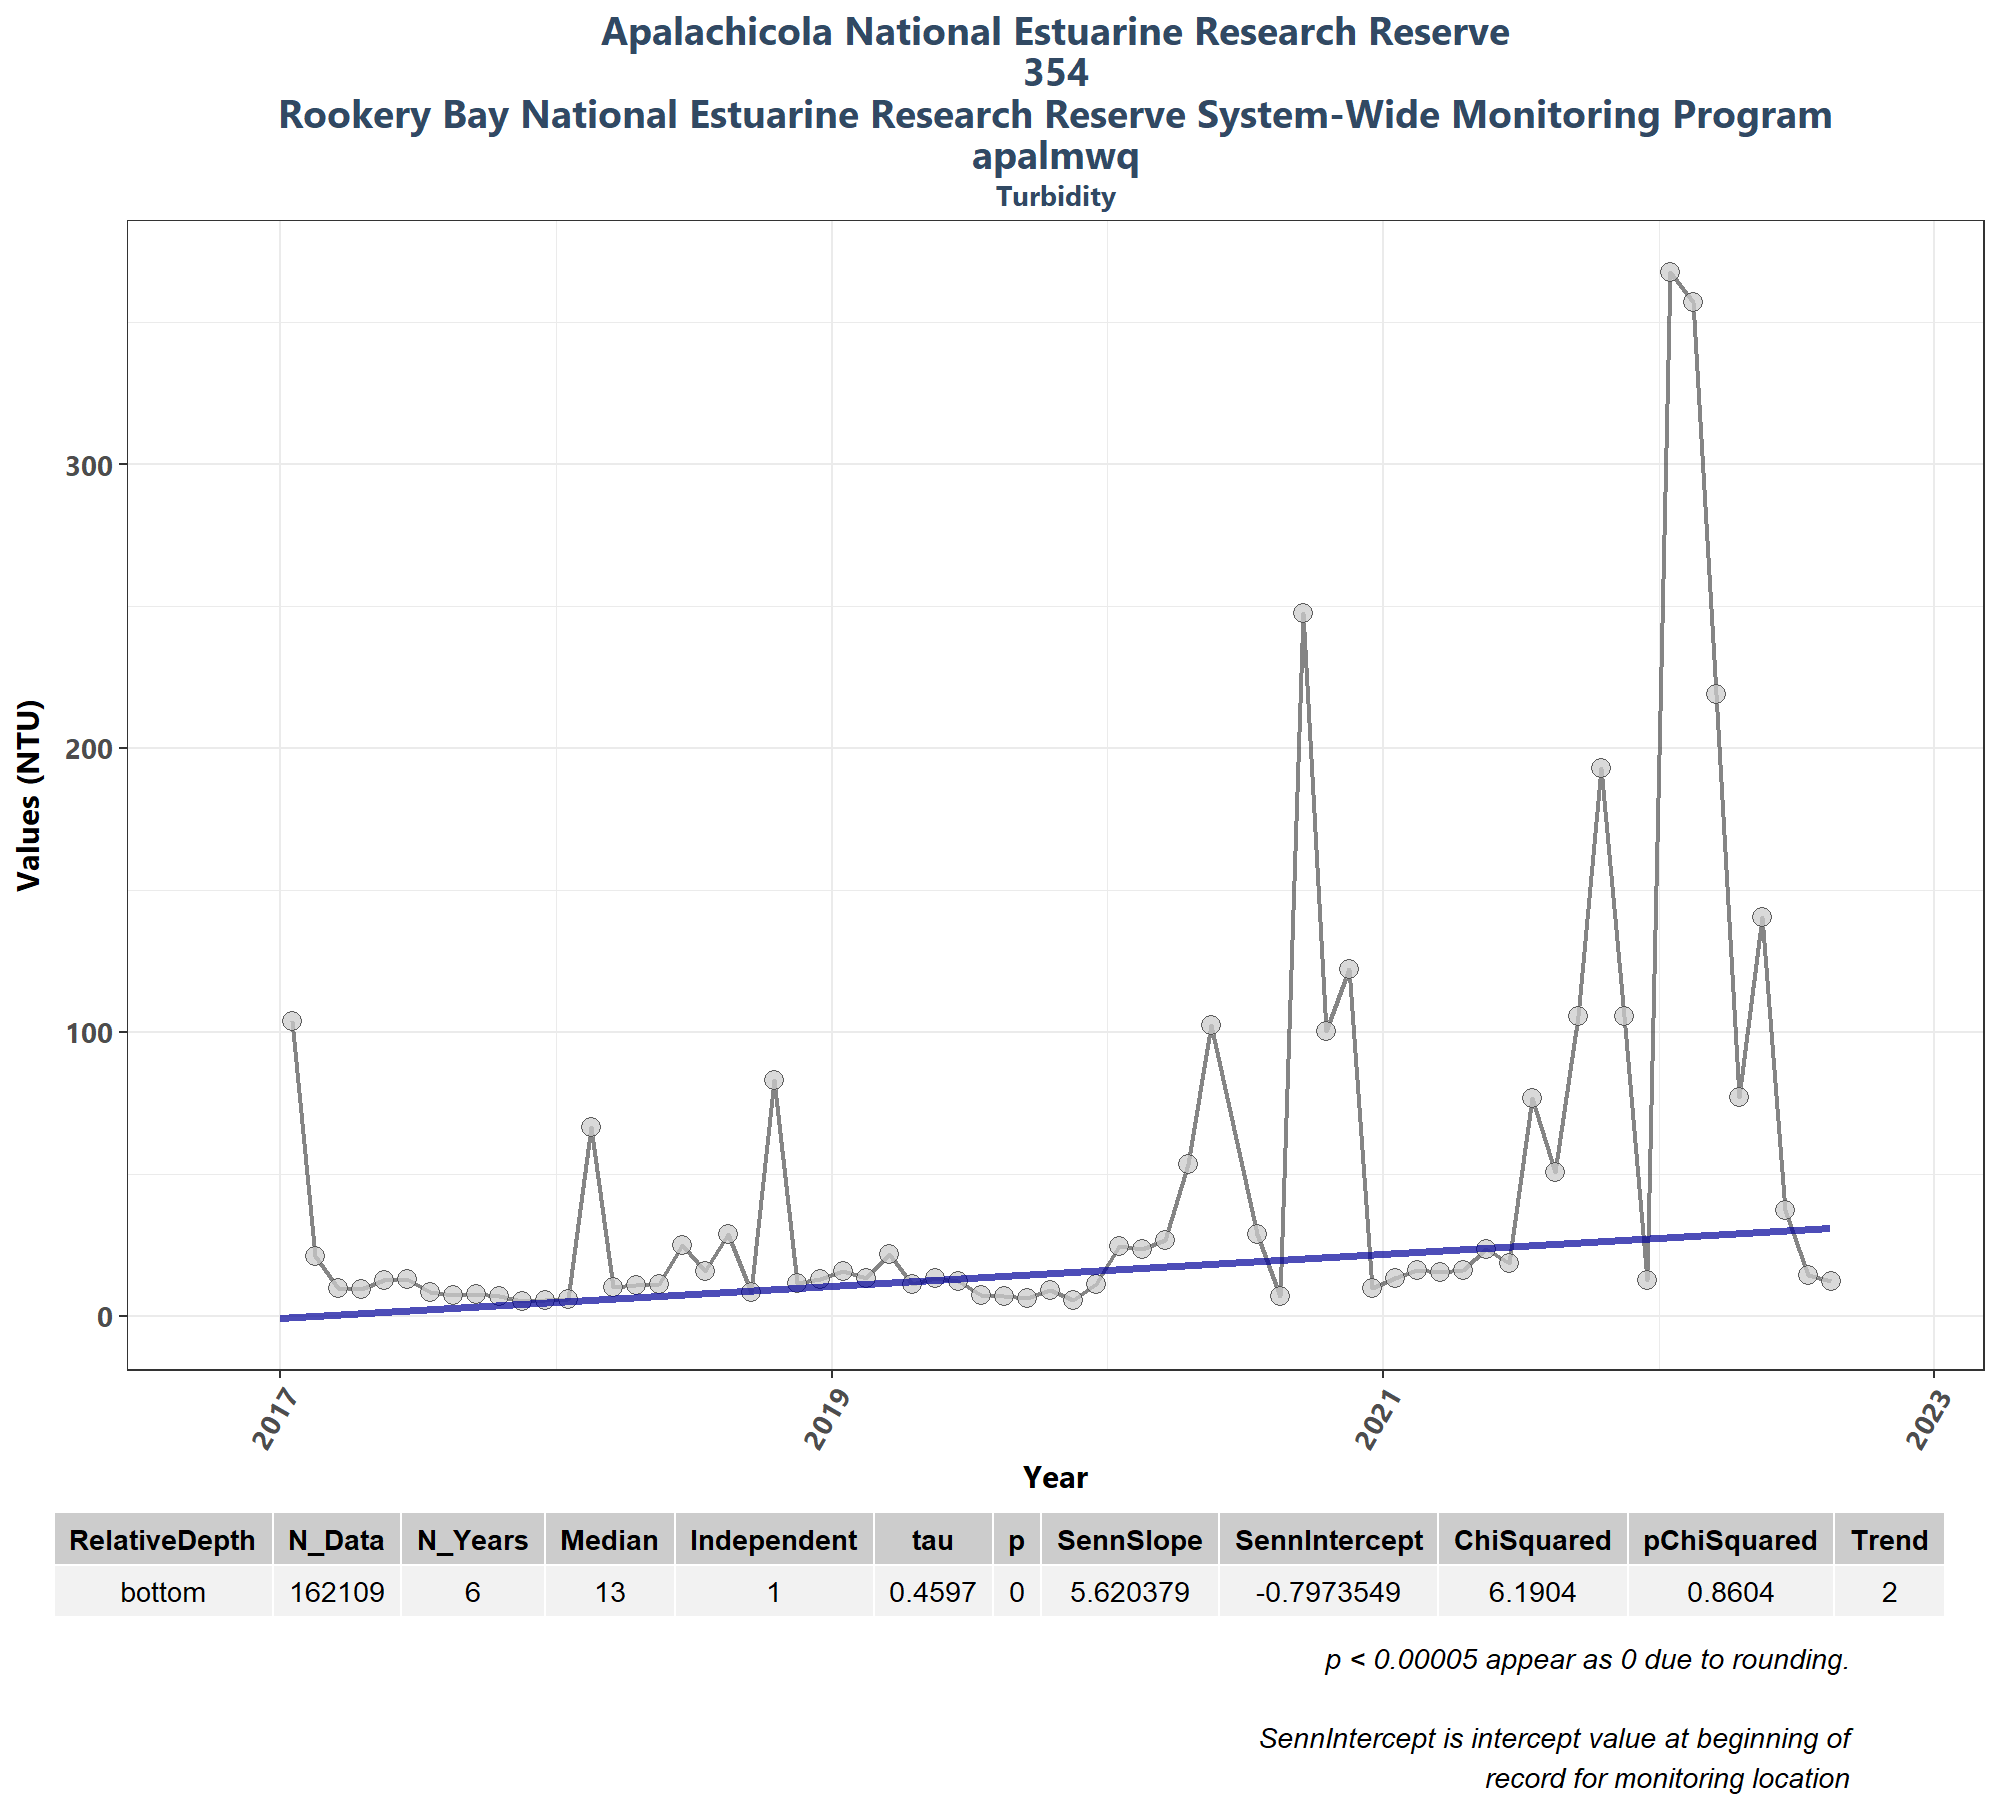 Apalachicola National Estuarine Research Reserve
354
Rookery Bay National Estuarine Research Reserve System-Wide Monitoring Program
apalmwq
Turbidity
Values (NTU)
300
200
100
0
2017 2019 2021 2023
Year
RelativeDepth N_Data N_Years Median Independent tau p SennSlope SennIntercept ChiSquared pChiSquared Trend
bottom 162109 6 13 1 0.4597 0 5.620379 -0.7973549 6.1904 0.8604 2
p < 0.00005 appear as 0 due to rounding.
SennIntercept is intercept value at beginning of
record for monitoring location